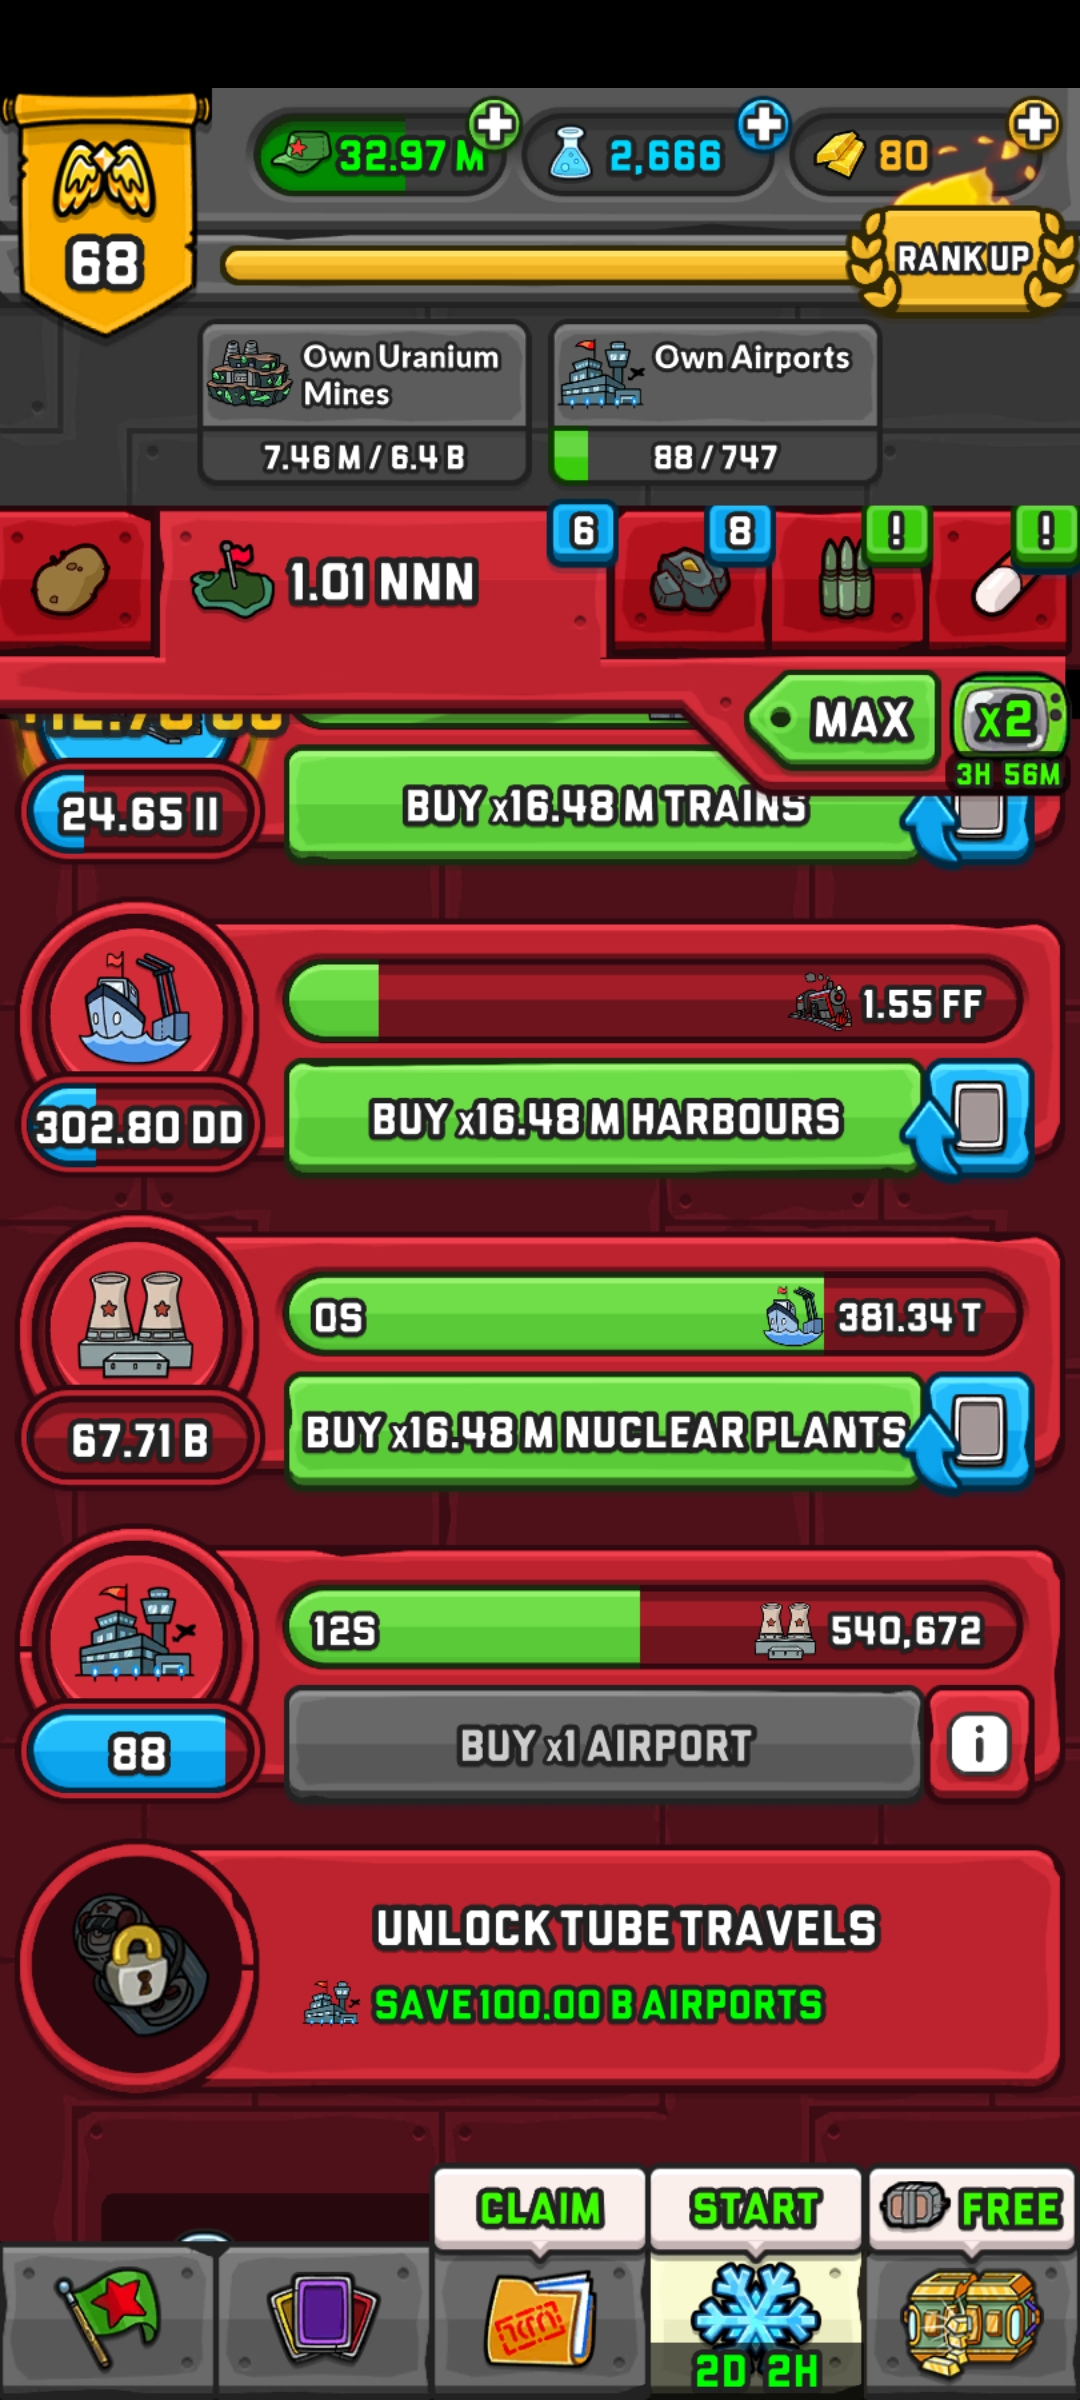 32.97 M
2,666
80
68
RANK UP
Own Uranium
Mines
7.46 M / 6.4 B
Own Airports
88 / 747
6
8
!
!
1.01 NNN
MAX
x2
3H 56M
24.65 II
BUY x16.48 M TRAINS
1.55 FF
302.80 DD
BUY x16.48 M HARBOURS
0S
381.34 T
67.71 B
BUY x16.48 M NUCLEAR PLANTS
12S
540,672
88
BUY x1 AIRPORT
i
UNLOCK TUBE TRAVELS
SAVE 100.00 B AIRPORTS
CLAIM
START
FREE
2D 2H